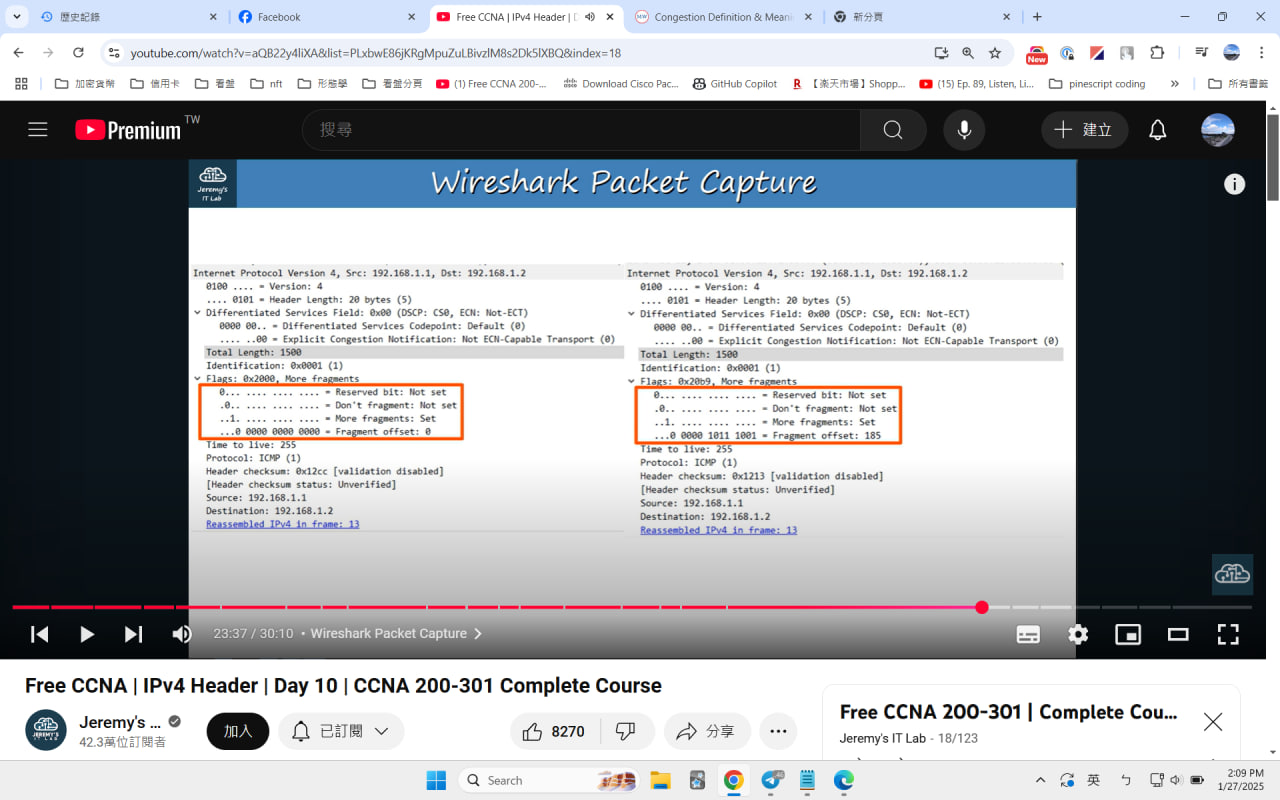 歷史記錄
Facebook
Free CCNA | IPv4 Header | D
Congestion Definition & Meani
新分頁
youtube.com/watch?v=aQB22y4liXA&list=PLxbwE86jKRgMpuZuLBivzlM8s2Dk5lXBQ&index=18
New
加密貨幣
信用卡
看盤
nft
形態學
看盤分頁
(1) Free CCNA 200-...
Download Cisco Pac...
GitHub Copilot
【楽天市場】Shopp...
(15) Ep. 89, Listen, Li...
pinescript coding
所有書籤
Premium TW
搜尋
建立
Jeremy's
IT Lab
Wireshark Packet Capture
Internet Protocol Version 4, Src: 192.168.1.1, Dst: 192.168.1.2
0100 .... = Version: 4
.... 0101 = Header Length: 20 bytes (5)
Differentiated Services Field: 0x00 (DSCP: CS0, ECN: Not-ECT)
0000 00.. = Differentiated Services Codepoint: Default (0)
.... ..00 = Explicit Congestion Notification: Not ECN-Capable Transport (0)
Total Length: 1500
Identification: 0x0001 (1)
Flags: 0x2000, More fragments
0... .... .... .... = Reserved bit: Not set
.0.. .... .... .... = Don't fragment: Not set
..1. .... .... .... = More fragments: Set
...0 0000 0000 0000 = Fragment offset: 0
Time to live: 255
Protocol: ICMP (1)
Header checksum: 0x12cc [validation disabled]
[Header checksum status: Unverified]
Source: 192.168.1.1
Destination: 192.168.1.2
Reassembled IPv4 in frame: 13
Internet Protocol Version 4, Src: 192.168.1.1, Dst: 192.168.1.2
0100 .... = Version: 4
.... 0101 = Header Length: 20 bytes (5)
Differentiated Services Field: 0x00 (DSCP: CS0, ECN: Not-ECT)
0000 00.. = Differentiated Services Codepoint: Default (0)
.... ..00 = Explicit Congestion Notification: Not ECN-Capable Transport (0)
Total Length: 1500
Identification: 0x0001 (1)
Flags: 0x20b9, More fragments
0... .... .... .... = Reserved bit: Not set
.0.. .... .... .... = Don't fragment: Not set
..1. .... .... .... = More fragments: Set
...0 0000 1011 1001 = Fragment offset: 185
Time to live: 255
Protocol: ICMP (1)
Header checksum: 0x1213 [validation disabled]
[Header checksum status: Unverified]
Source: 192.168.1.1
Destination: 192.168.1.2
Reassembled IPv4 in frame: 13
23:37 / 30:10 • Wireshark Packet Capture
Free CCNA | IPv4 Header | Day 10 | CCNA 200-301 Complete Course
JEREMY'S
IT LAB
Jeremy's ...
42.3萬位訂閱者
加入
已訂閱
8270
分享
Free CCNA 200-301 | Complete Cou...
Jeremy's IT Lab - 18/123
Search
英
ㄅ
2:09 PM
1/27/2025